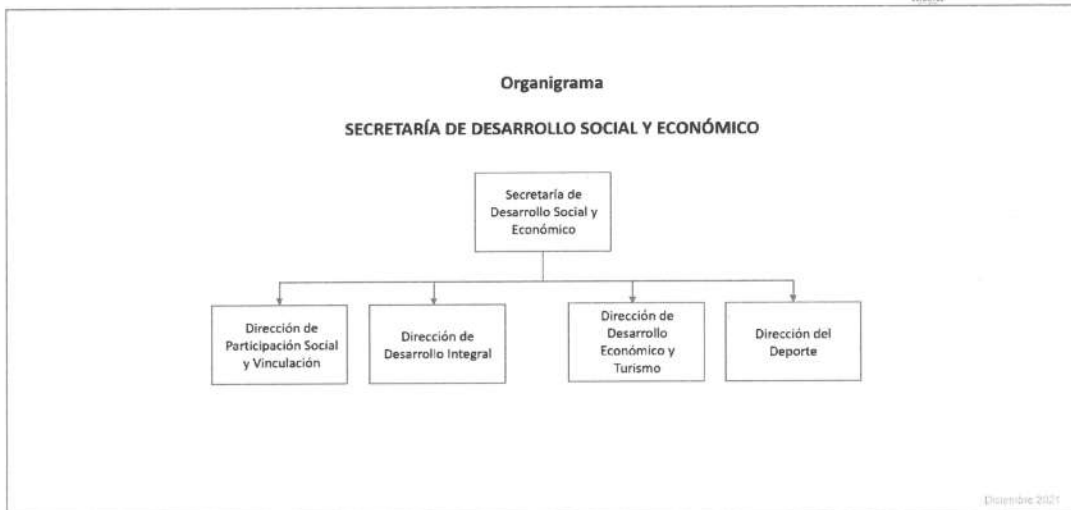 Organigrama
SECRETARÍA DE DESARROLLO SOCIAL Y ECONÓMICO
Secretaría de
Desarrollo Social y
Económico
Dirección de
Participación Social
y Vinculación
Dirección de
Desarrollo Integral
Dirección de
Desarrollo
Económico y
Turismo
Dirección del
Deporte
Diciembre 2021